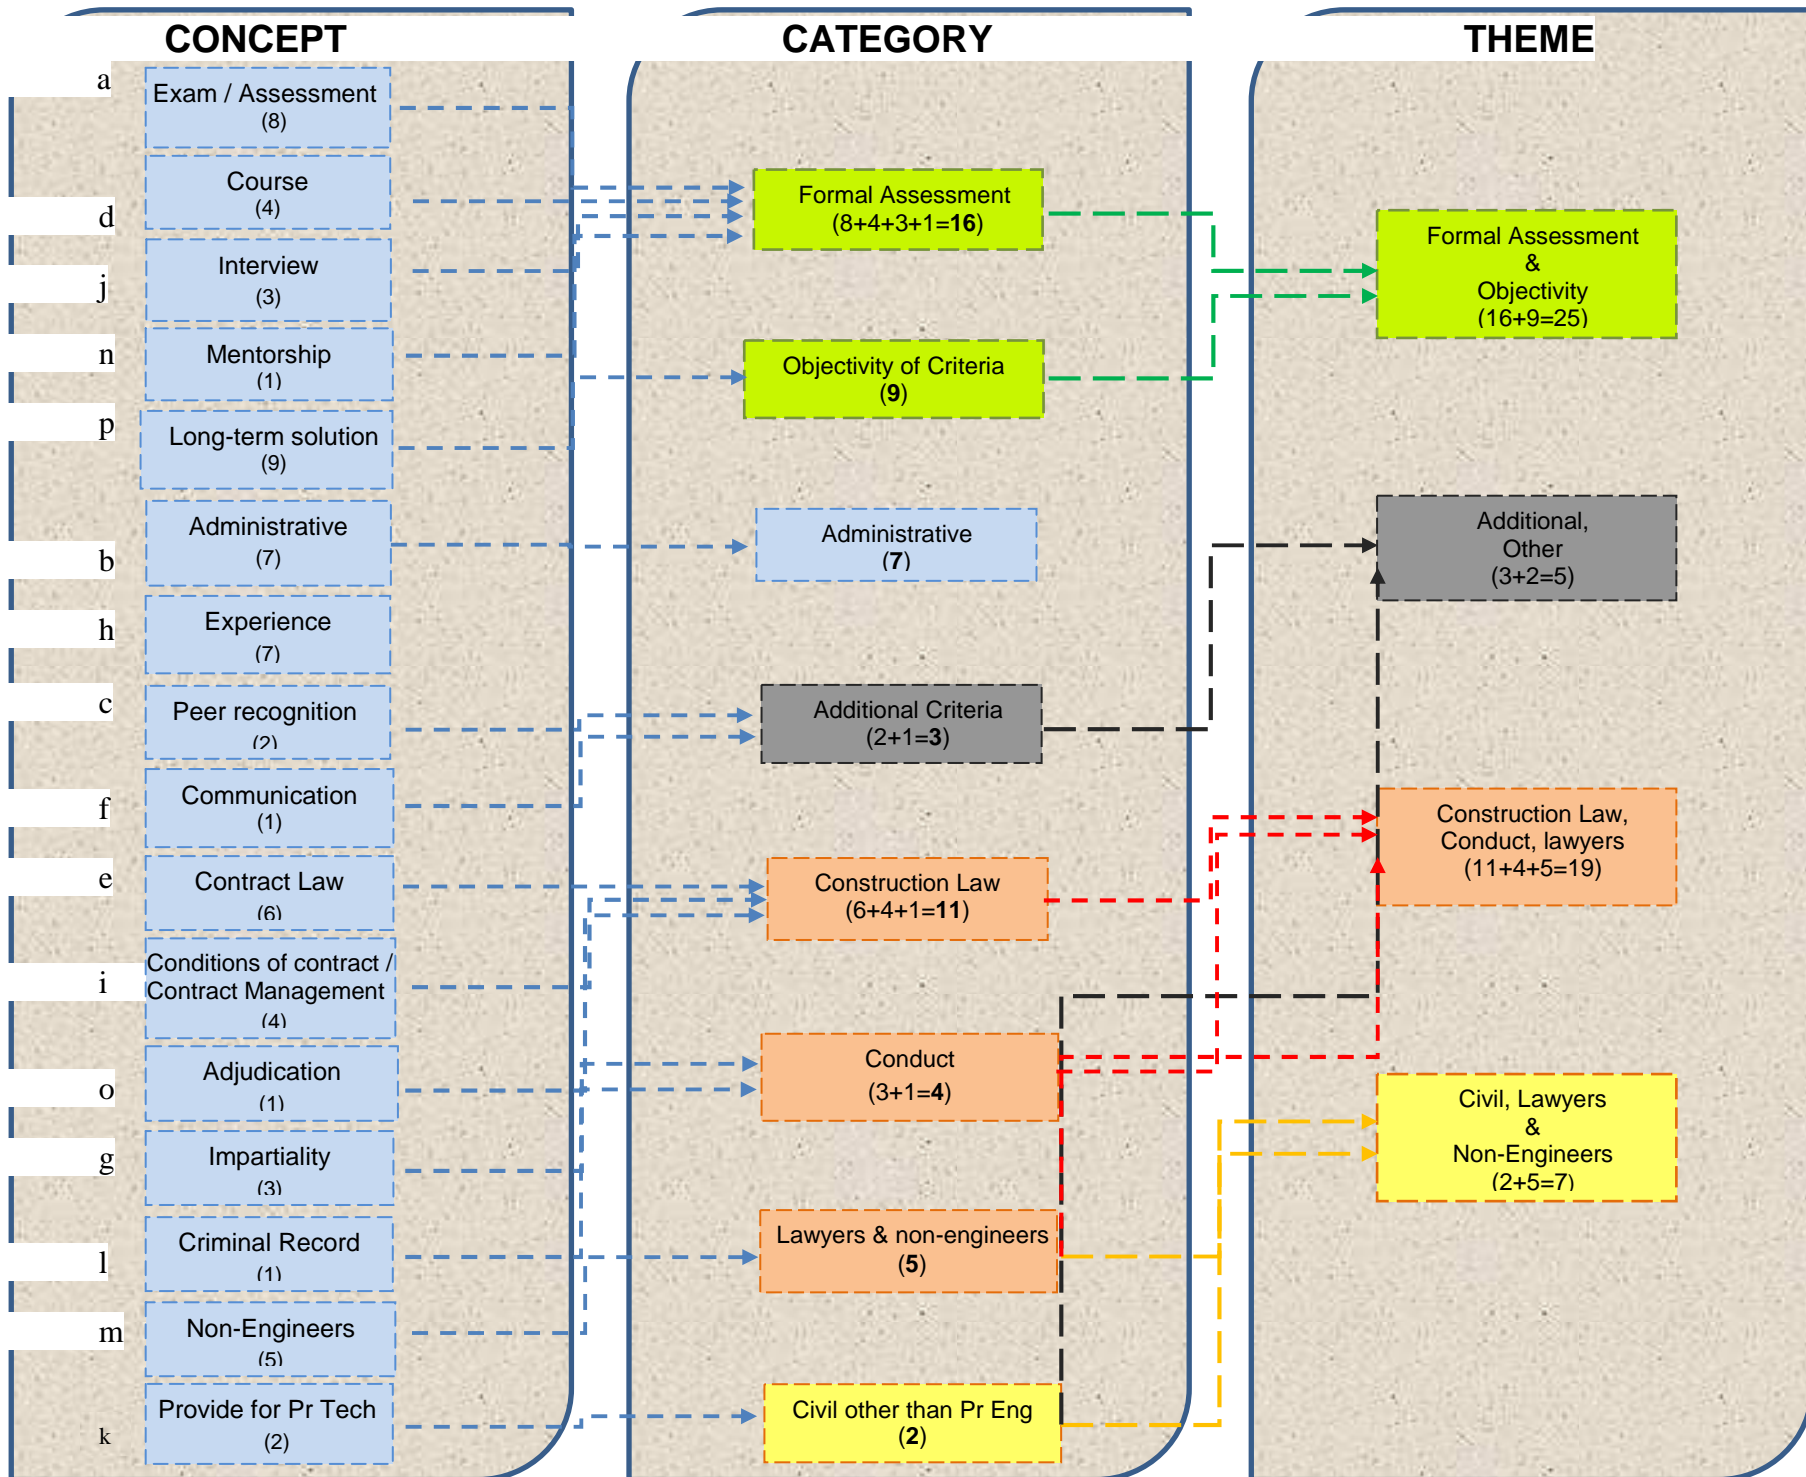 CONCEPT
a
Exam / Assessment
(8)
Course
(4)
d
Interview
(3)
j
Mentorship
(1)
n
Long-term solution
(9)
p
Administrative
(7)
b
Experience
(7)
h
Peer recognition
(2)
c
Communication
(1)
f
Contract Law
(6)
e
Conditions of contract /
Contract Management
(4)
i
Adjudication
(1)
o
Impartiality
(3)
g
Criminal Record
(1)
l
Non-Engineers
(5)
m
Provide for Pr Tech
(2)
k
CATEGORY
Formal Assessment
(8+4+3+1=16)
Objectivity of Criteria
(9)
Administrative
(7)
Additional Criteria
(2+1=3)
Construction Law
(6+4+1=11)
Conduct
(3+1=4)
Lawyers & non-engineers
(5)
Civil other than Pr Eng
(2)
THEME
Formal Assessment
&
Objectivity
(16+9=25)
Additional,
Other
(3+2=5)
Construction Law,
Conduct, lawyers
(11+4+5=19)
Civil, Lawyers
&
Non-Engineers
(2+5=7)